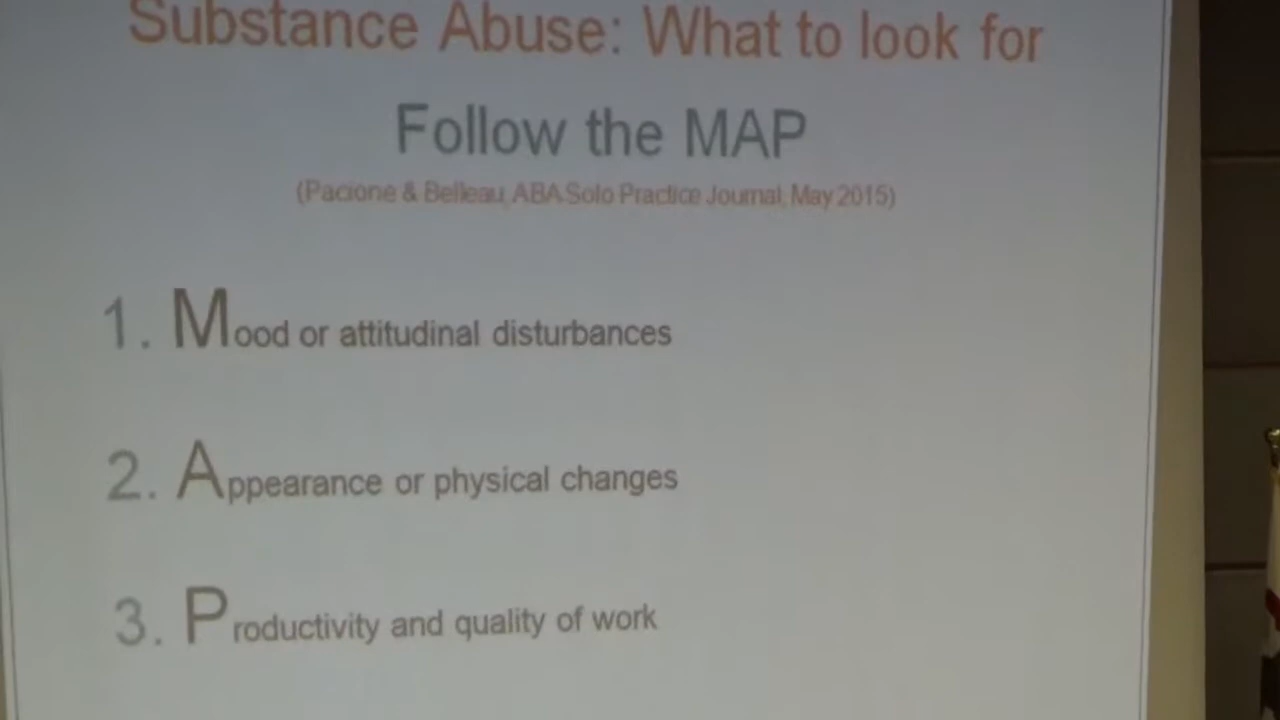 Substance Abuse: What to look for
Follow the MAP
(Pacione & Belleau, ABA Solo Practice Journal, May 2015)
1. Mood or attitudinal disturbances
2. Appearance or physical changes
3. Productivity and quality of work